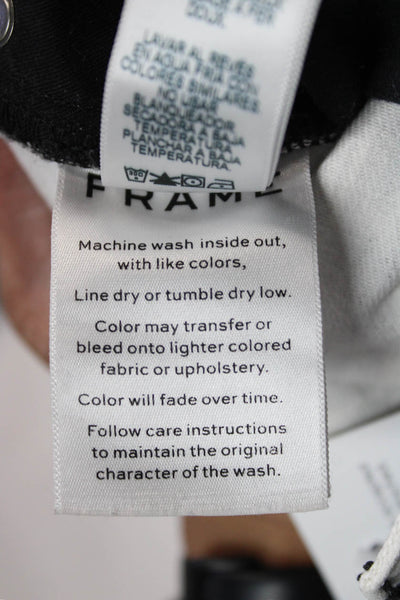 SOIL.
LAVAR AL REVÉS
EN AGUA FRIA CON
COLORES SIMILARES
NO USAR
BLANQUEADOR.
SECADORA A BAJA
TEMPERATURA.
PLANCHAR A BAJA
TEMPERATURA.
FRAME
Machine wash inside out,
with like colors,
Line dry or tumble dry low.
Color may transfer or
bleed onto lighter colored
fabric or upholstery.
Color will fade over time.
Follow care instructions
to maintain the original
character of the wash.